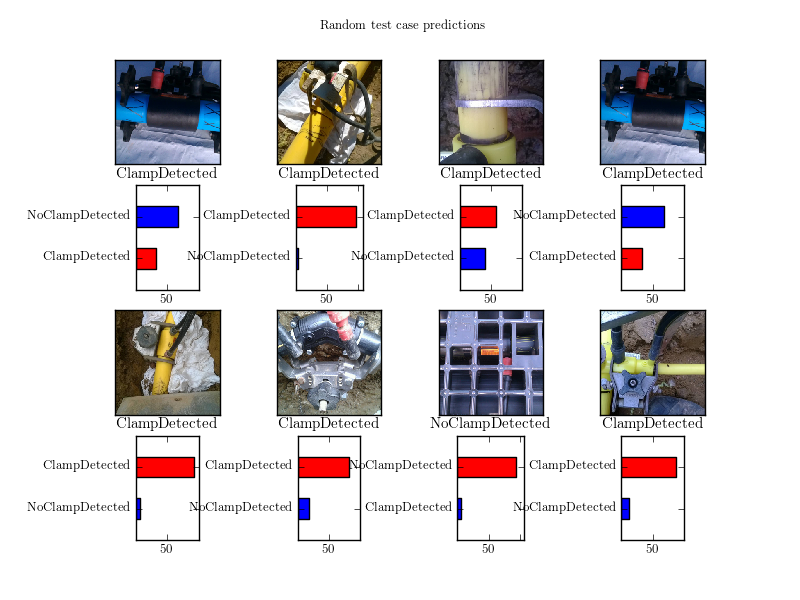 Random test case predictions
ClampDetected ClampDetected ClampDetected ClampDetected
NoClampDetected ClampDetected ClampDetected NoClampDetected
ClampDetected NoClampDetected NoClampDetected ClampDetected
50 50 50 50
ClampDetected ClampDetected NoClampDetected ClampDetected
ClampDetected ClampDetected NoClampDetected ClampDetected
NoClampDetected NoClampDetected ClampDetected NoClampDetected
50 50 50 50